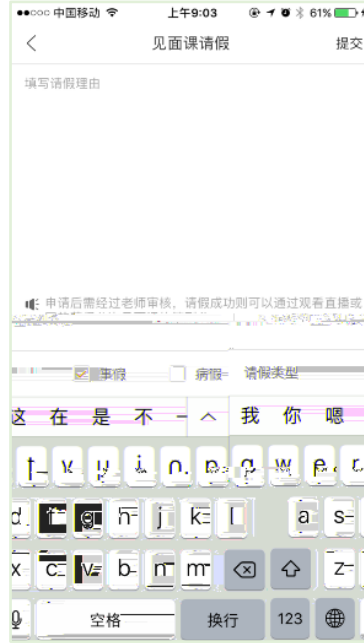 中国移动 上午9:03 61%
见面课请假 提交
填写请假理由
申请后需经过老师审核，请假成功则可以通过观看直播或
事假 病假 请假类型
这 在 是 不 一 我 你 嗯
t y u i o p q w e r
d f g h j k l a s
x c v b n m z
空格 换行 123